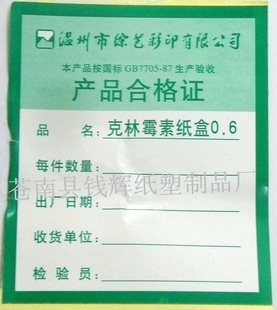 温州市综艺彩印有限公司
本产品按国标GB7705-87生产验收
产品合格证
品名：克林霉素纸盒0.6
每件数量：
苍南县钱辉纸塑制品厂
出厂日期：
收货单位：
检验员：